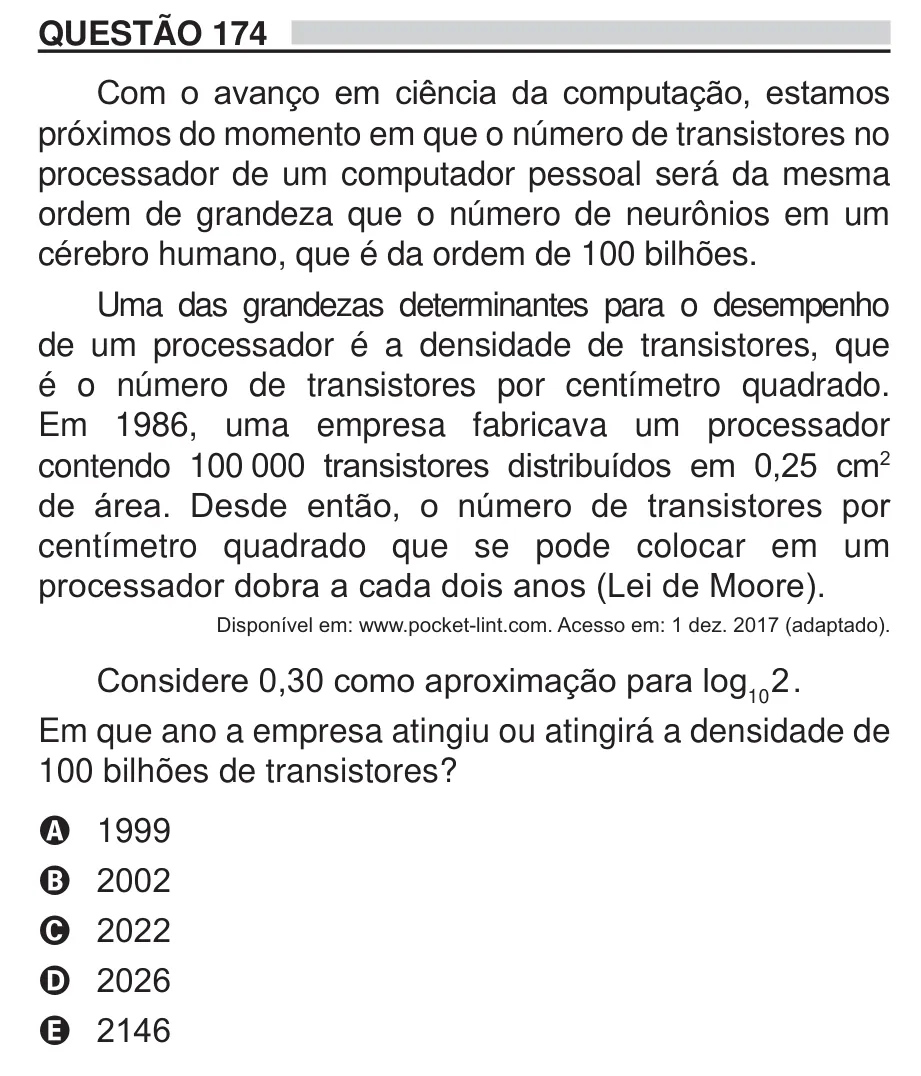 QUESTÃO 174
Com o avanço em ciência da computação, estamos
próximos do momento em que o número de transistores no
processador de um computador pessoal será da mesma
ordem de grandeza que o número de neurônios em um
cérebro humano, que é da ordem de 100 bilhões.
Uma das grandezas determinantes para o desempenho
de um processador é a densidade de transistores, que
é o número de transistores por centímetro quadrado.
Em 1986, uma empresa fabricava um processador
contendo 100 000 transistores distribuídos em 0,25 cm²
de área. Desde então, o número de transistores por
centímetro quadrado que se pode colocar em um
processador dobra a cada dois anos (Lei de Moore).
Disponível em: www.pocket-lint.com. Acesso em: 1 dez. 2017 (adaptado).
Considere 0,30 como aproximação para log₁₀2.
Em que ano a empresa atingiu ou atingirá a densidade de
100 bilhões de transistores?
A 1999
B 2002
C 2022
D 2026
E 2146